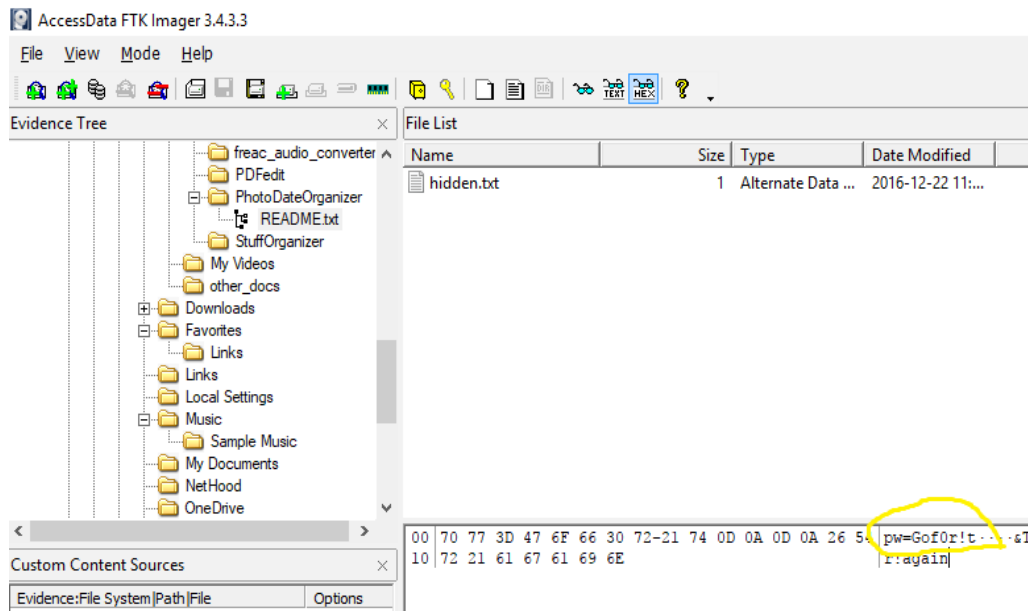 AccessData FTK Imager 3.4.3.3
File View Mode Help
TEXT HEX
Evidence Tree
freac_audio_converter
PDFedit
PhotoDateOrganizer
README.txt
StuffOrganizer
My Videos
other_docs
Downloads
Favorites
Links
Links
Local Settings
Music
Sample Music
My Documents
NetHood
OneDrive
Custom Content Sources
Evidence:File System|Path|File Options
File List
Name Size Type Date Modified
hidden.txt 1 Alternate Data ... 2016-12-22 11:...
00 70 77 3D 47 6F 66 30 72-21 74 0D 0A 0D 0A 26 54 pw=Gof0r!t····&T
10 72 21 61 67 61 69 6E r!again